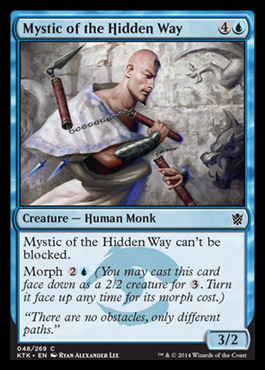 Mystic of the Hidden Way 4
Creature — Human Monk
Mystic of the Hidden Way can't be
blocked.
Morph 2 (You may cast this card
face down as a 2/2 creature for 3. Turn
it face up any time for its morph cost.)
"There are no obstacles, only different
paths."
3/2
048/269 C
KTK • EN Ryan Alexander Lee
™ & © 2014 Wizards of the Coast